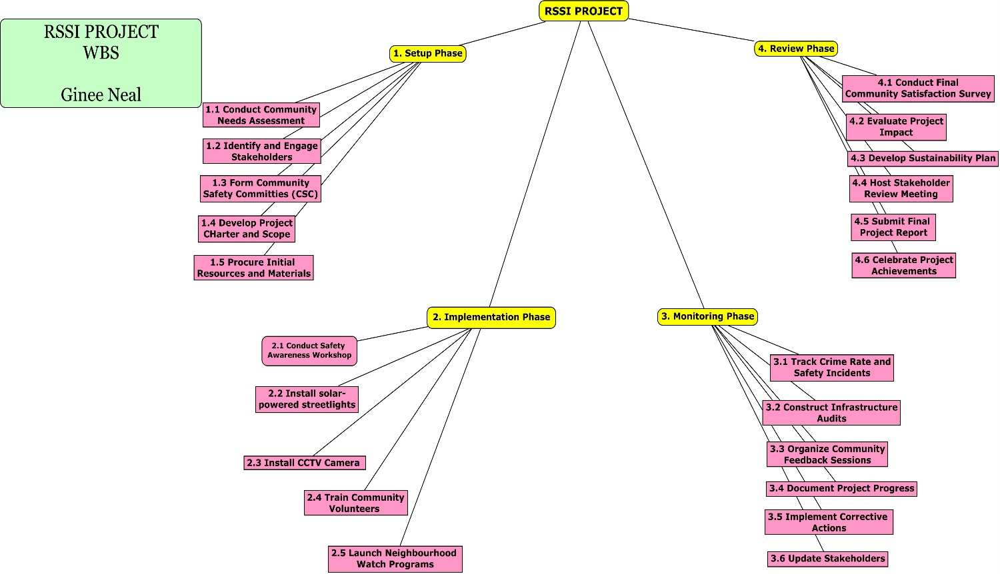 RSSI PROJECT
WBS
Ginee Neal
RSSI PROJECT
1. Setup Phase
1.1 Conduct Community
Needs Assessment
1.2 Identify and Engage
Stakeholders
1.3 Form Community
Safety Committies (CSC)
1.4 Develop Project
CHarter and Scope
1.5 Procure Initial
Resources and Materials
2. Implementation Phase
2.1 Conduct Safety
Awareness Workshop
2.2 Install solar-
powered streetlights
2.3 Install CCTV Camera
2.4 Train Community
Volunteers
2.5 Launch Neighbourhood
Watch Programs
3. Monitoring Phase
3.1 Track Crime Rate and
Safety Incidents
3.2 Construct Infrastructure
Audits
3.3 Organize Community
Feedback Sessions
3.4 Document Project Progress
3.5 Implement Corrective
Actions
3.6 Update Stakeholders
4. Review Phase
4.1 Conduct Final
Community Satisfaction Survey
4.2 Evaluate Project
Impact
4.3 Develop Sustainability Plan
4.4 Host Stakeholder
Review Meeting
4.5 Submit Final
Project Report
4.6 Celebrate Project
Achievements